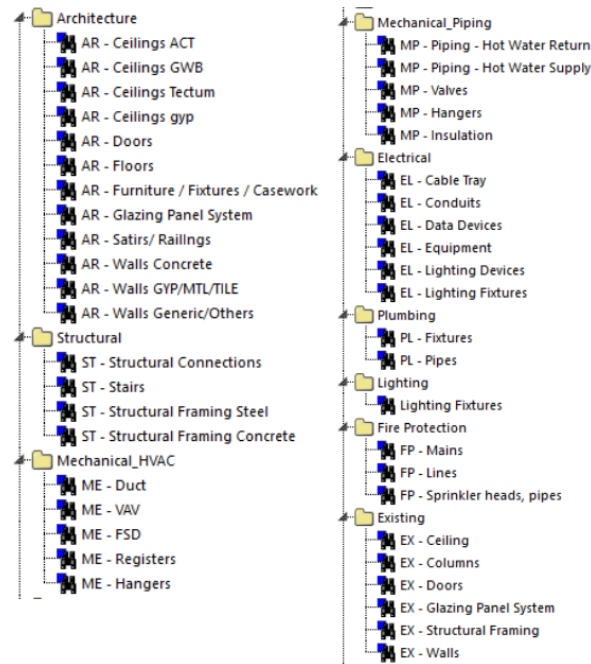 Architecture
AR - Ceilings ACT
AR - Ceilings GWB
AR - Ceilings Tectum
AR - Ceilings gyp
AR - Doors
AR - Floors
AR - Furniture / Fixtures / Casework
AR - Glazing Panel System
AR - Satirs/ Railings
AR - Walls Concrete
AR - Walls GYP/MTL/TILE
AR - Walls Generic/Others
Structural
ST - Structural Connections
ST - Stairs
ST - Structural Framing Steel
ST - Structural Framing Concrete
Mechanical_HVAC
ME - Duct
ME - VAV
ME - FSD
ME - Registers
ME - Hangers
Mechanical_Piping
MP - Piping - Hot Water Return
MP - Piping - Hot Water Supply
MP - Valves
MP - Hangers
MP - Insulation
Electrical
EL - Cable Tray
EL - Conduits
EL - Data Devices
EL - Equipment
EL - Lighting Devices
EL - Lighting Fixtures
Plumbing
PL - Fixtures
PL - Pipes
Lighting
Lighting Fixtures
Fire Protection
FP - Mains
FP - Lines
FP - Sprinkler heads, pipes
Existing
EX - Ceiling
EX - Columns
EX - Doors
EX - Glazing Panel System
EX - Structural Framing
EX - Walls